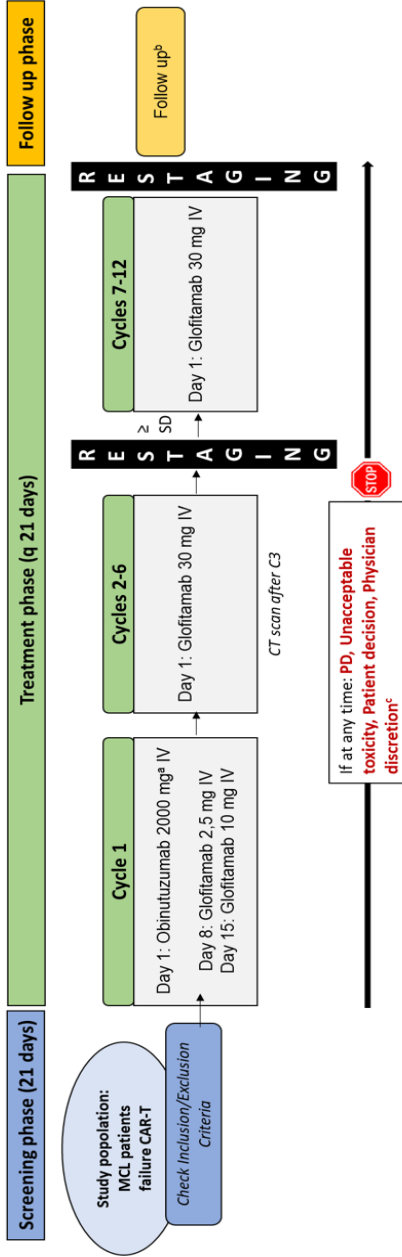 Screening phase (21 days)
Treatment phase (q 21 days)
Follow up phase
Study population:
MCL patients
failure CAR-T
Check Inclusion/Exclusion
Criteria
Cycle 1
Day 1: Obinutuzumab 2000 mgᵃ IV
Day 8: Glofitamab 2,5 mg IV
Day 15: Glofitamab 10 mg IV
Cycles 2-6
Day 1: Glofitamab 30 mg IV
CT scan after C3
RESTAGING
≥
SD
Cycles 7-12
Day 1: Glofitamab 30 mg IV
RESTAGING
Follow upᵇ
If at any time: PD, Unacceptable
toxicity, Patient decision, Physician
discretionᶜ
STOP